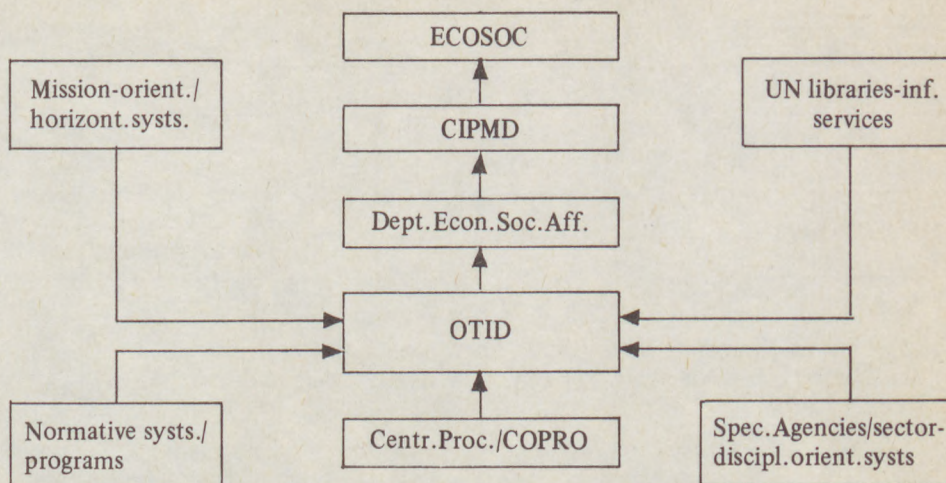 ECOSOC
Mission-orient./
horizont.systs.
UN libraries-inf.
services
CIPMD
Dept.Econ.Soc.Aff.
OTID
Normative systs./
programs
Centr.Proc./COPRO
Spec.Agencies/sector-
discipl.orient.systs